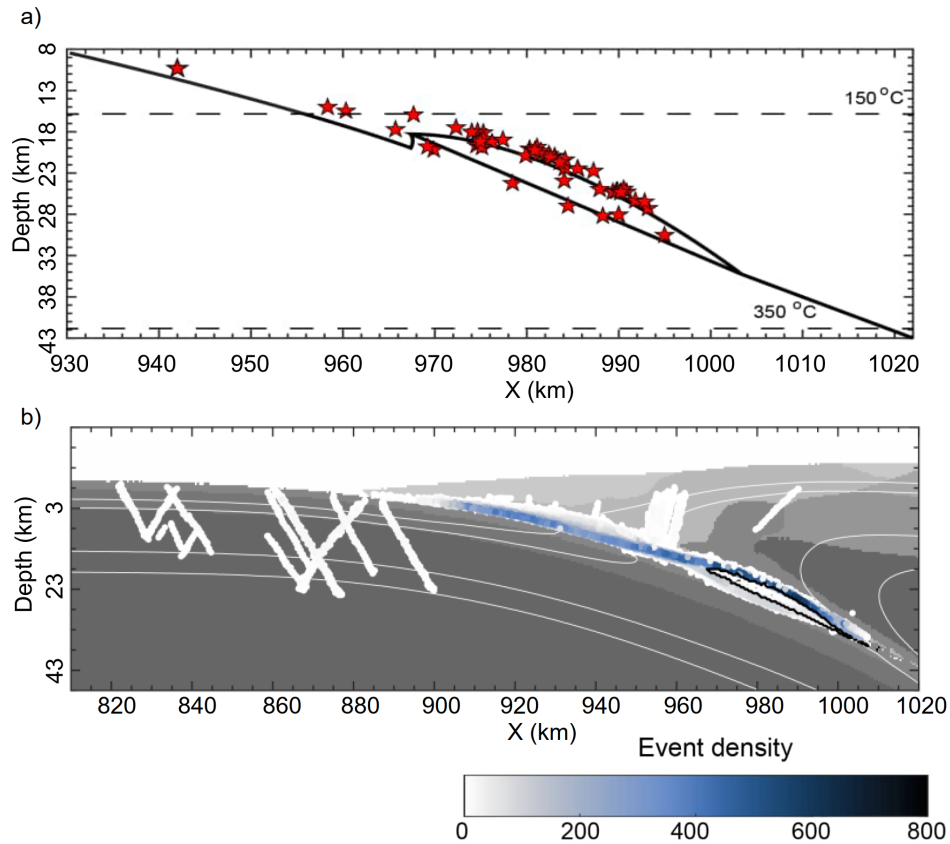 a)
8
13
18
23
28
33
38
43
Depth (km)
150 °C
350 °C
930 940 950 960 970 980 990 1000 1010 1020
X (km)
b)
3
23
43
Depth (km)
820 840 860 880 900 920 940 960 980 1000 1020
X (km)
Event density
0 200 400 600 800